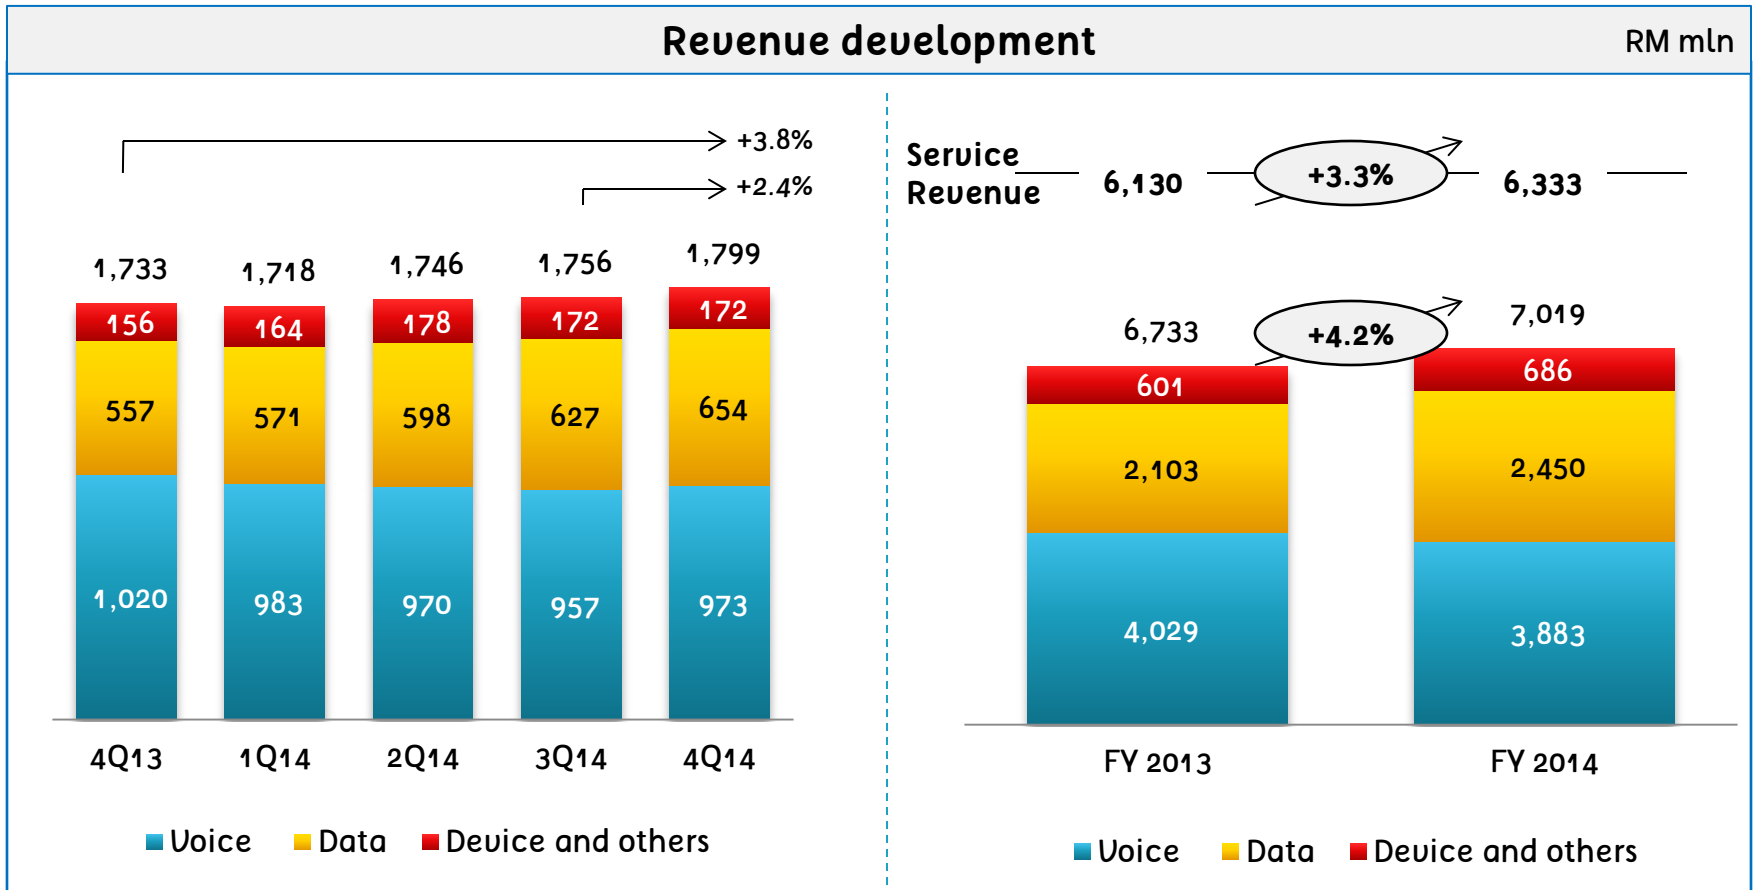 Revenue development
RM mln
+3.8%
+2.4%
1,733
1,718
1,746
1,756
1,799
156
164
178
172
172
557
571
598
627
654
1,020
983
970
957
973
4Q13
1Q14
2Q14
3Q14
4Q14
Voice
Data
Device and others
Service
Revenue
6,130
+3.3%
6,333
6,733
+4.2%
7,019
601
686
2,103
2,450
4,029
3,883
FY 2013
FY 2014
Voice
Data
Device and others